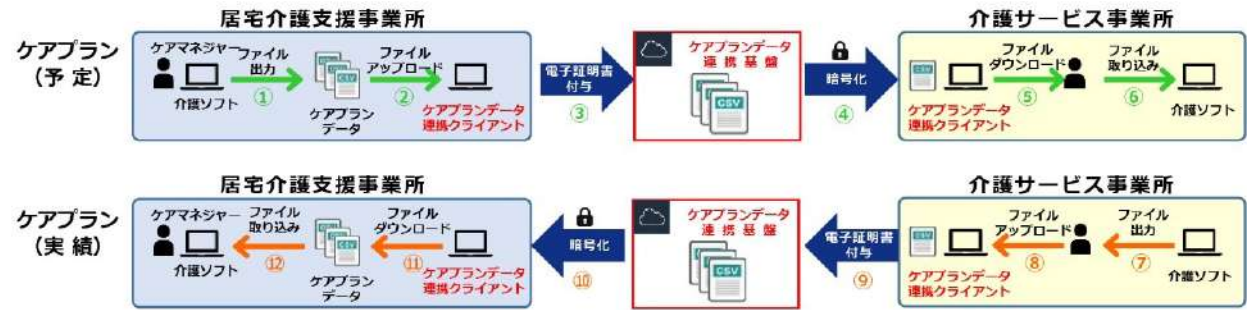 居宅介護支援事業所
介護サービス事業所
ケアプラン
(予 定)
ケアマネジャー
ファイル
出力
①
介護ソフト
CSV
ケアプラン
データ
ファイル
アップロード
②
ケアプランデータ
連携クライアント
電子証明書
付与
③
ケアプランデータ
連 携 基 盤
CSV
暗号化
④
CSV
ケアプランデータ
連携クライアント
ファイル
ダウンロード
⑤
ファイル
取り込み
⑥
介護ソフト
居宅介護支援事業所
介護サービス事業所
ケアプラン
(実 績)
ケアマネジャー
介護ソフト
ファイル
取り込み
⑫
CSV
ケアプラン
データ
ファイル
ダウンロード
⑪
ケアプランデータ
連携クライアント
暗号化
⑩
ケアプランデータ
連 携 基 盤
CSV
電子証明書
付与
⑨
CSV
ケアプランデータ
連携クライアント
ファイル
アップロード
⑧
ファイル
出力
⑦
介護ソフト